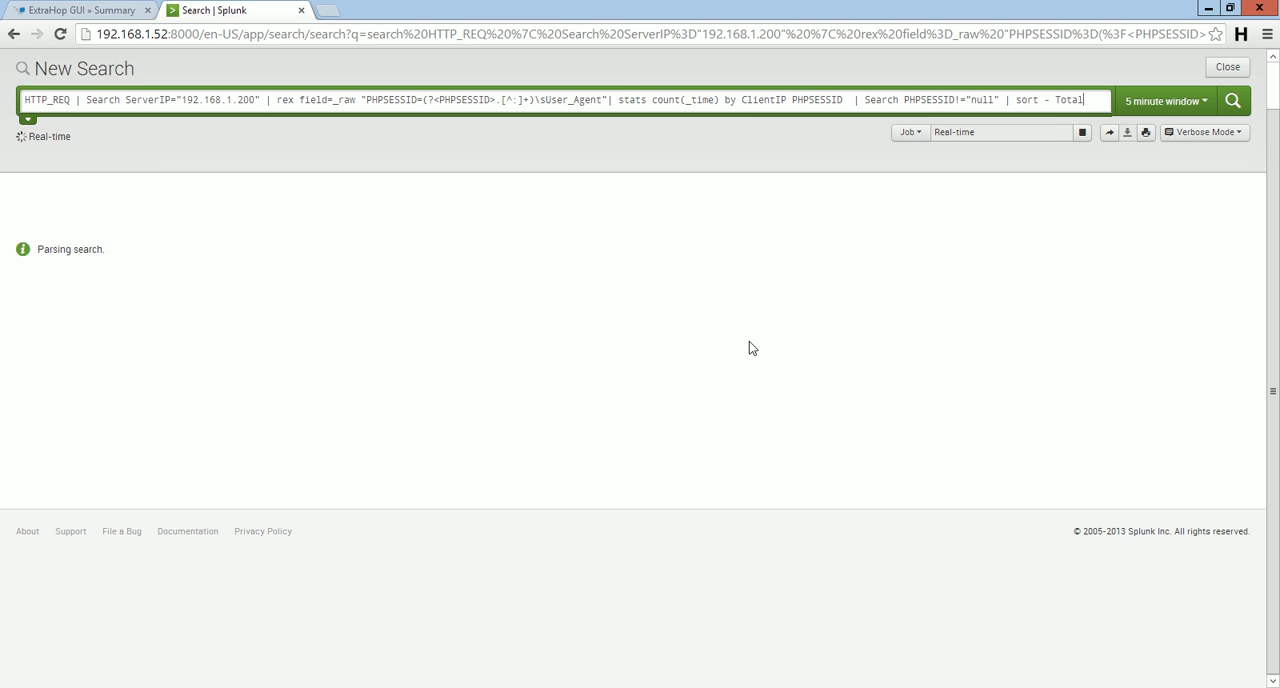 ExtraHop GUI » Summary
Search | Splunk
192.168.1.52:8000/en-US/app/search/search?q=search%20HTTP_REQ%20%7C%20Search%20ServerIP%3D"192.168.1.200"%20%7C%20rex%20field%3D_raw%20"PHPSESSID%3D(%3F<PHPSESSID>
H
New Search
Close
HTTP_REQ | Search ServerIP="192.168.1.200" | rex field=_raw "PHPSESSID=(?<PHPSESSID>.[^:]+)\sUser_Agent"| stats count(_time) by ClientIP PHPSESSID | Search PHPSESSID!="null" | sort - Total
5 minute window
Real-time
Job
Real-time
Verbose Mode
Parsing search.
About Support File a Bug Documentation Privacy Policy
© 2005-2013 Splunk Inc. All rights reserved.